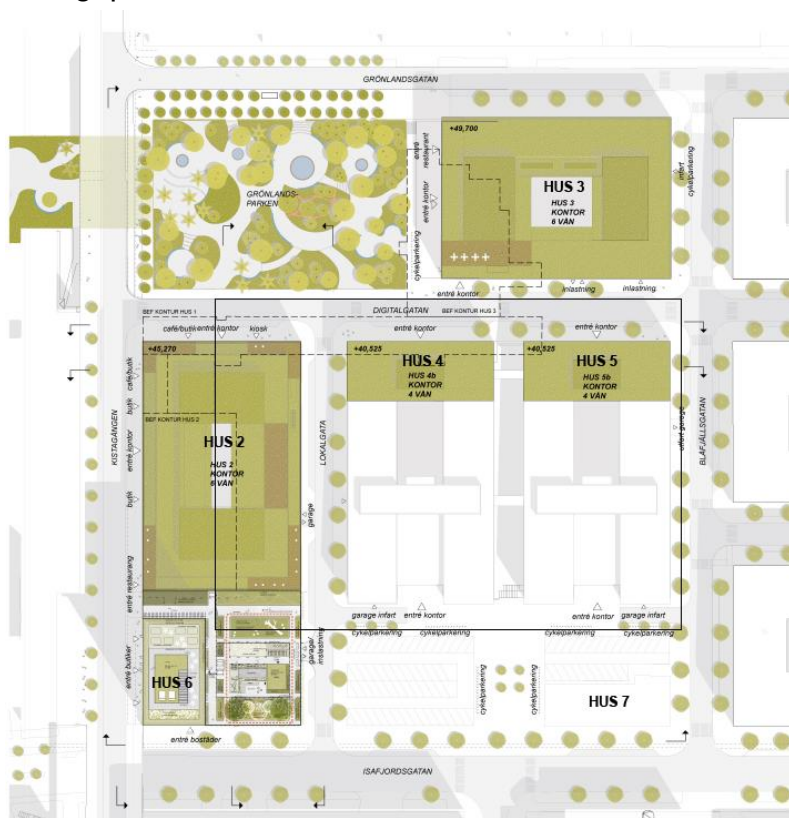 GRÖNLANDSGATAN
+49,700
entré restaurant
infart
cykelparkering
HUS 3
HUS 3
KONTOR
6 VÅN
GRÖNLANDS-
PARKEN
entré kontor
cykelparkering
entré kontor
inlastning
inlastning
BEF KONTUR HUS 1
DIGITALGATAN
BEF KONTUR HUS 3
café/butik
entré kontor
kiosk
entré kontor
entré kontor
+45,270
+40,525
+40,525
HUS 4
HUS 4b
KONTOR
4 VÅN
HUS 5
HUS 5b
KONTOR
4 VÅN
café/butik
butik
BEF KONTUR HUS 2
KISTAGÅNGEN
entré kontor
HUS 2
HUS 2
KONTOR
6 VÅN
LOKALGATA
utfart garage
BLÅFJÄLLSGATAN
butik
garage
entré restaurang
garage infart
entré kontor
entré kontor
garage infart
cykelparkering
cykelparkering
cykelparkering
cykelparkering
garage/
inslastning
entré butiker
HUS 6
cykelparkering
cykelparkering
HUS 7
entré bostäder
ISAFJORDSGATAN